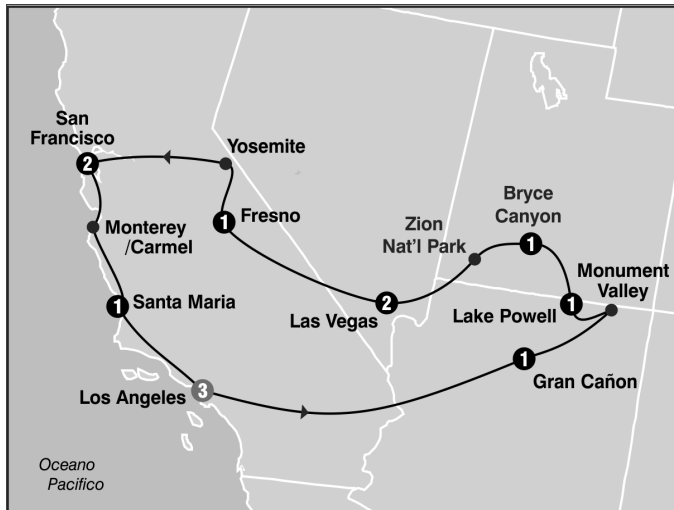 San
Francisco
2
Yosemite
1
Fresno
Monterey
/Carmel
1
Santa Maria
Los Angeles
3
Las Vegas
2
Zion
Nat'l Park
Bryce
Canyon
1
Monument
Valley
Lake Powell
1
1
Gran Cañon
Oceano
Pacifico